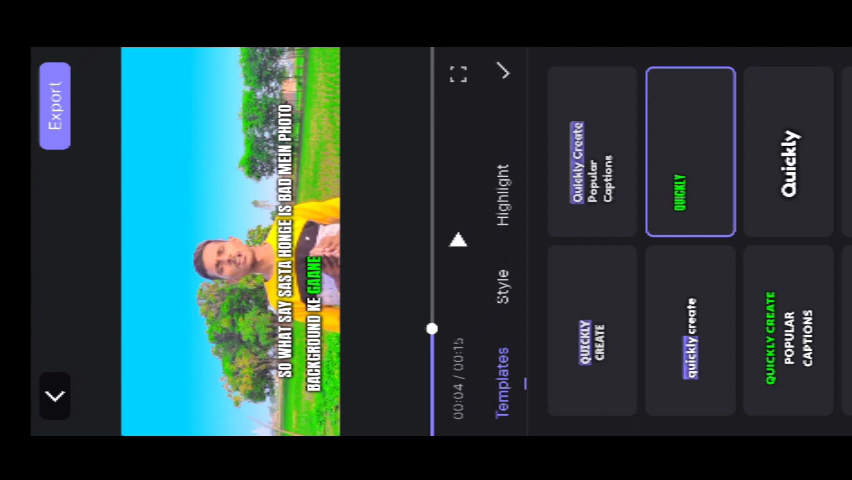 Export
SO WHAT SAY SASTA HONGE IS BAD MEIN PHOTO
BACKGROUND KE GAANE
00:04 / 00:15
Templates
Style
Highlight
Quickly Create
Popular
Captions
QUICKLY
Quickly
QUICKLY
CREATE
quickly create
QUICKLY CREATE
POPULAR
CAPTIONS